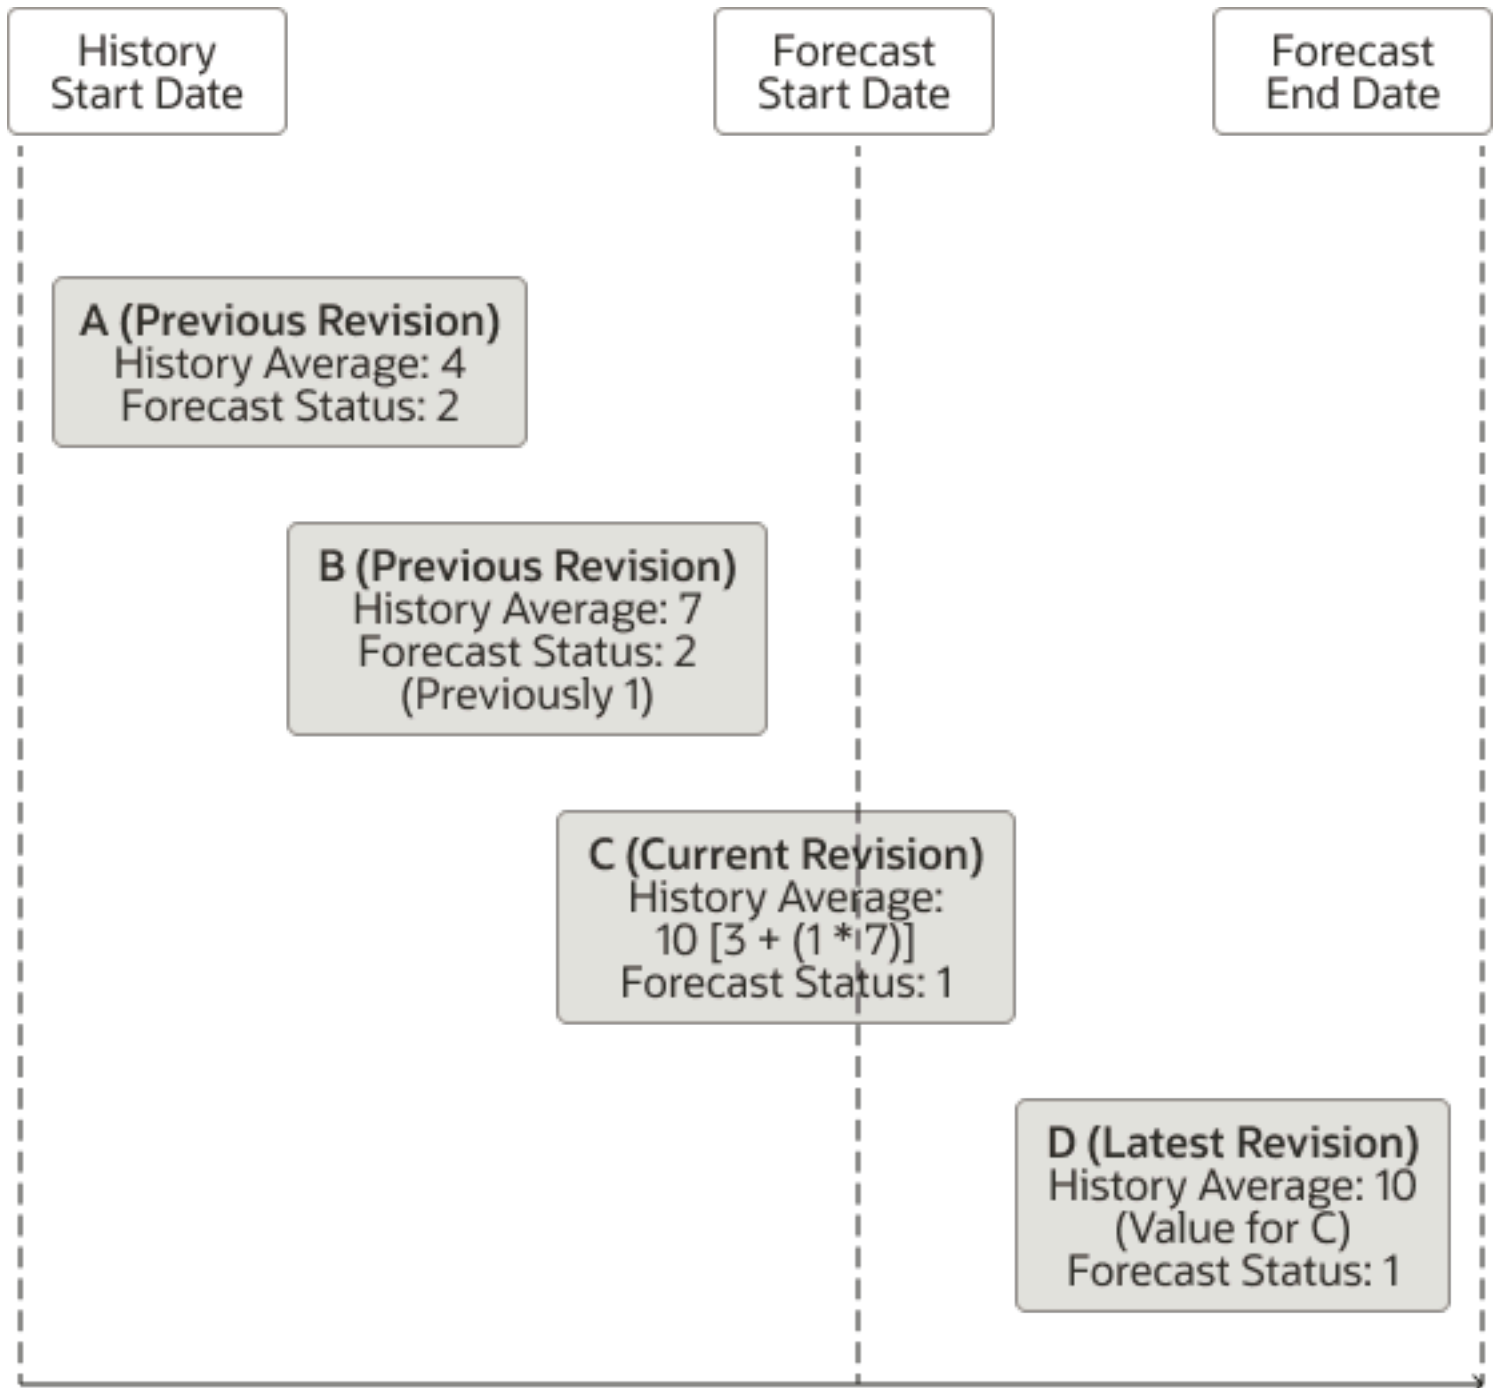 History
Start Date
Forecast
Start Date
Forecast
End Date
A (Previous Revision)
History Average: 4
Forecast Status: 2
B (Previous Revision)
History Average: 7
Forecast Status: 2
(Previously 1)
C (Current Revision)
History Average:
10 [3 + (1 * 7)]
Forecast Status: 1
D (Latest Revision)
History Average: 10
(Value for C)
Forecast Status: 1